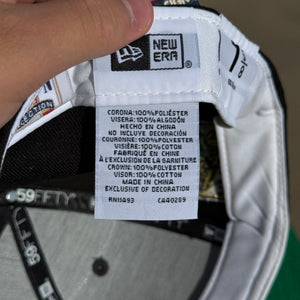 NEW
ERA
®
7
CORONA:100%POLIÉSTER
VISERA:100%ALGODÓN
HECHO EN CHINA
NO INCLUYE DECORACIÓN
COURONNE:100%POLYESTER
VISIÈRE:100%COTON
FABRIQUÉ EN CHINE
À L'EXCLUSION DE LA GARNITURE
CROWN:100%POLYESTER
VISOR:100%COTTON
MADE IN CHINA
EXCLUSIVE OF DECORATION
RN11493 CA40289
59FIFTY